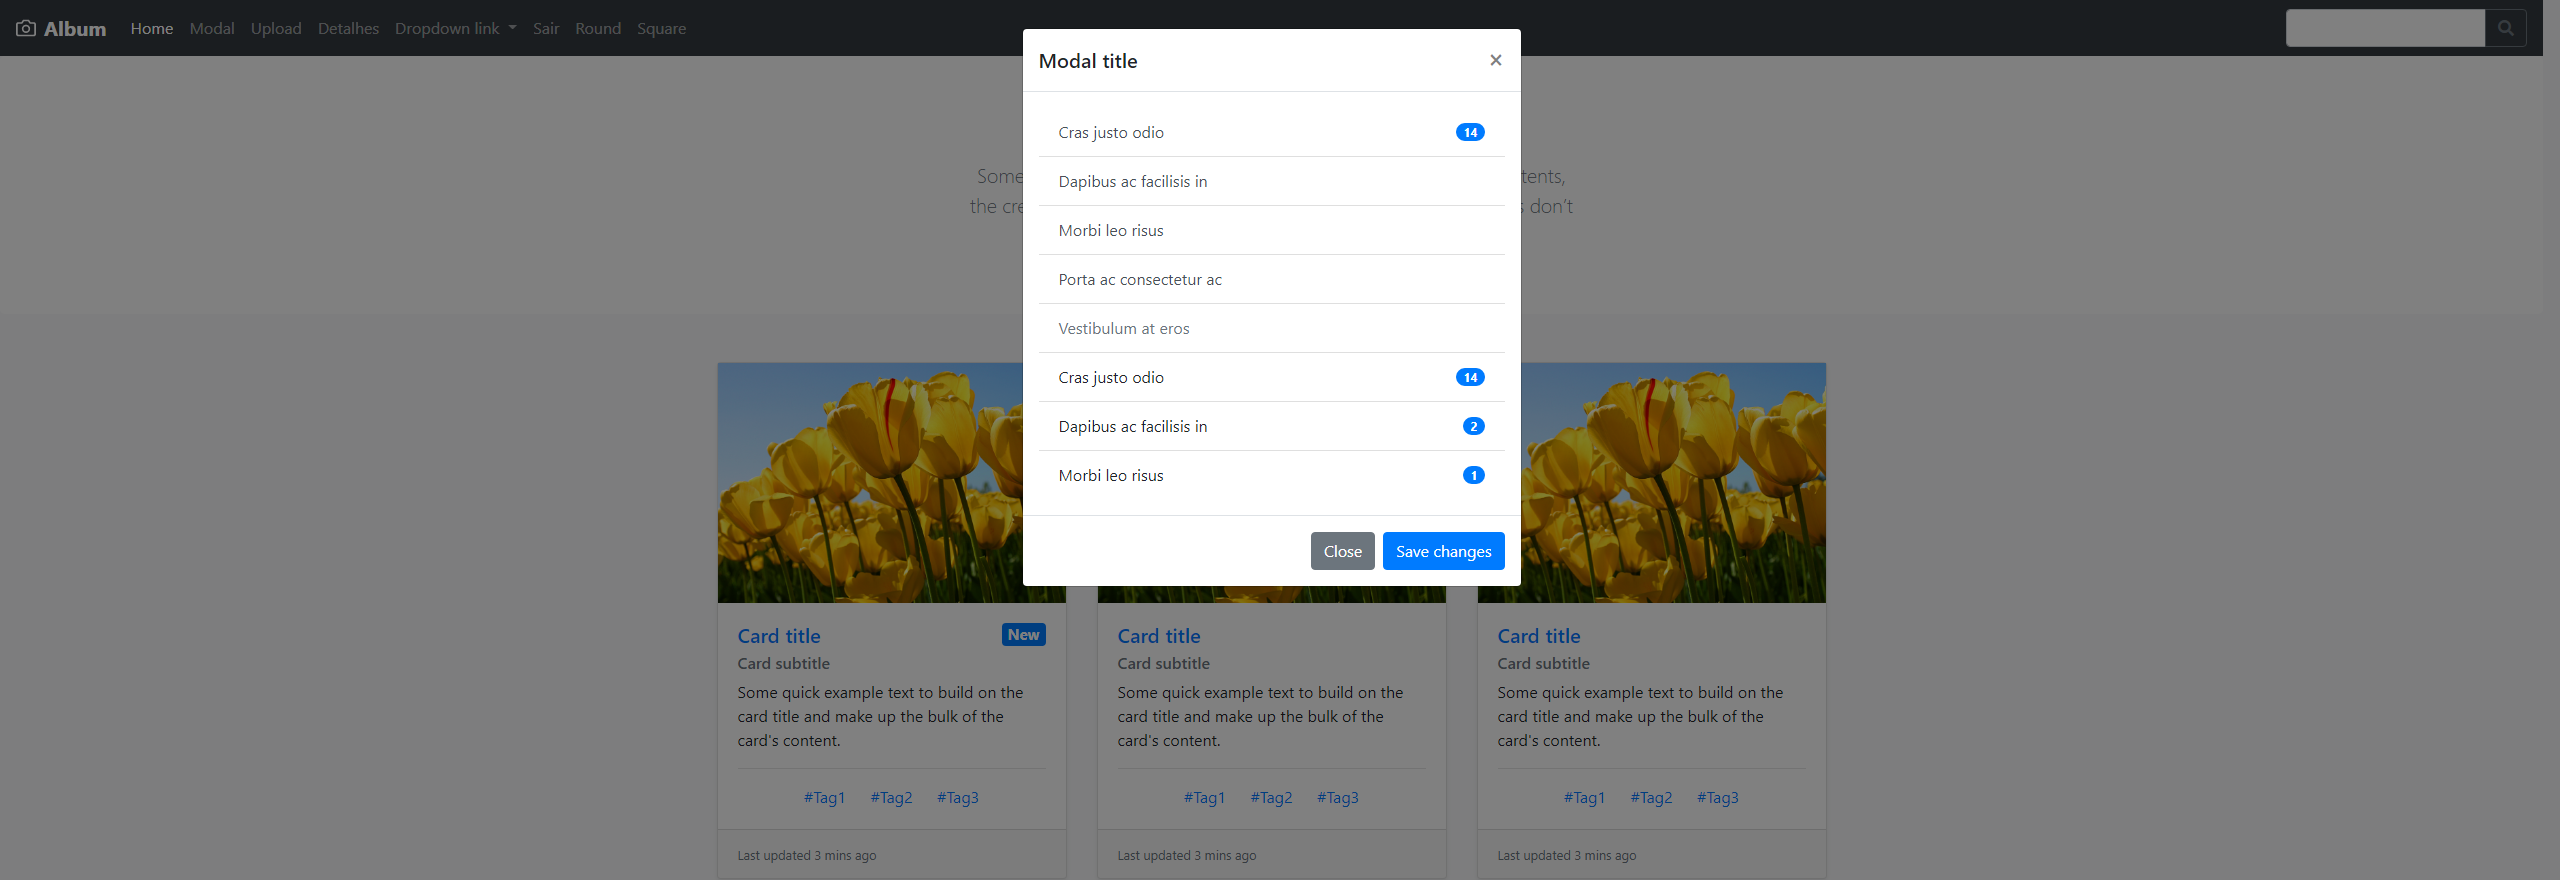 Album Home Modal Upload Detalhes Dropdown link Sair Round Square
Modal title ×
Cras justo odio 14
Dapibus ac facilisis in
Morbi leo risus
Porta ac consectetur ac
Vestibulum at eros
Cras justo odio 14
Dapibus ac facilisis in 2
Morbi leo risus 1
Close Save changes
Some tents,
the cre s don't
Card title New
Card subtitle
Some quick example text to build on the
card title and make up the bulk of the
card's content.
#Tag1 #Tag2 #Tag3
Last updated 3 mins ago
Card title
Card subtitle
Some quick example text to build on the
card title and make up the bulk of the
card's content.
#Tag1 #Tag2 #Tag3
Last updated 3 mins ago
Card title
Card subtitle
Some quick example text to build on the
card title and make up the bulk of the
card's content.
#Tag1 #Tag2 #Tag3
Last updated 3 mins ago